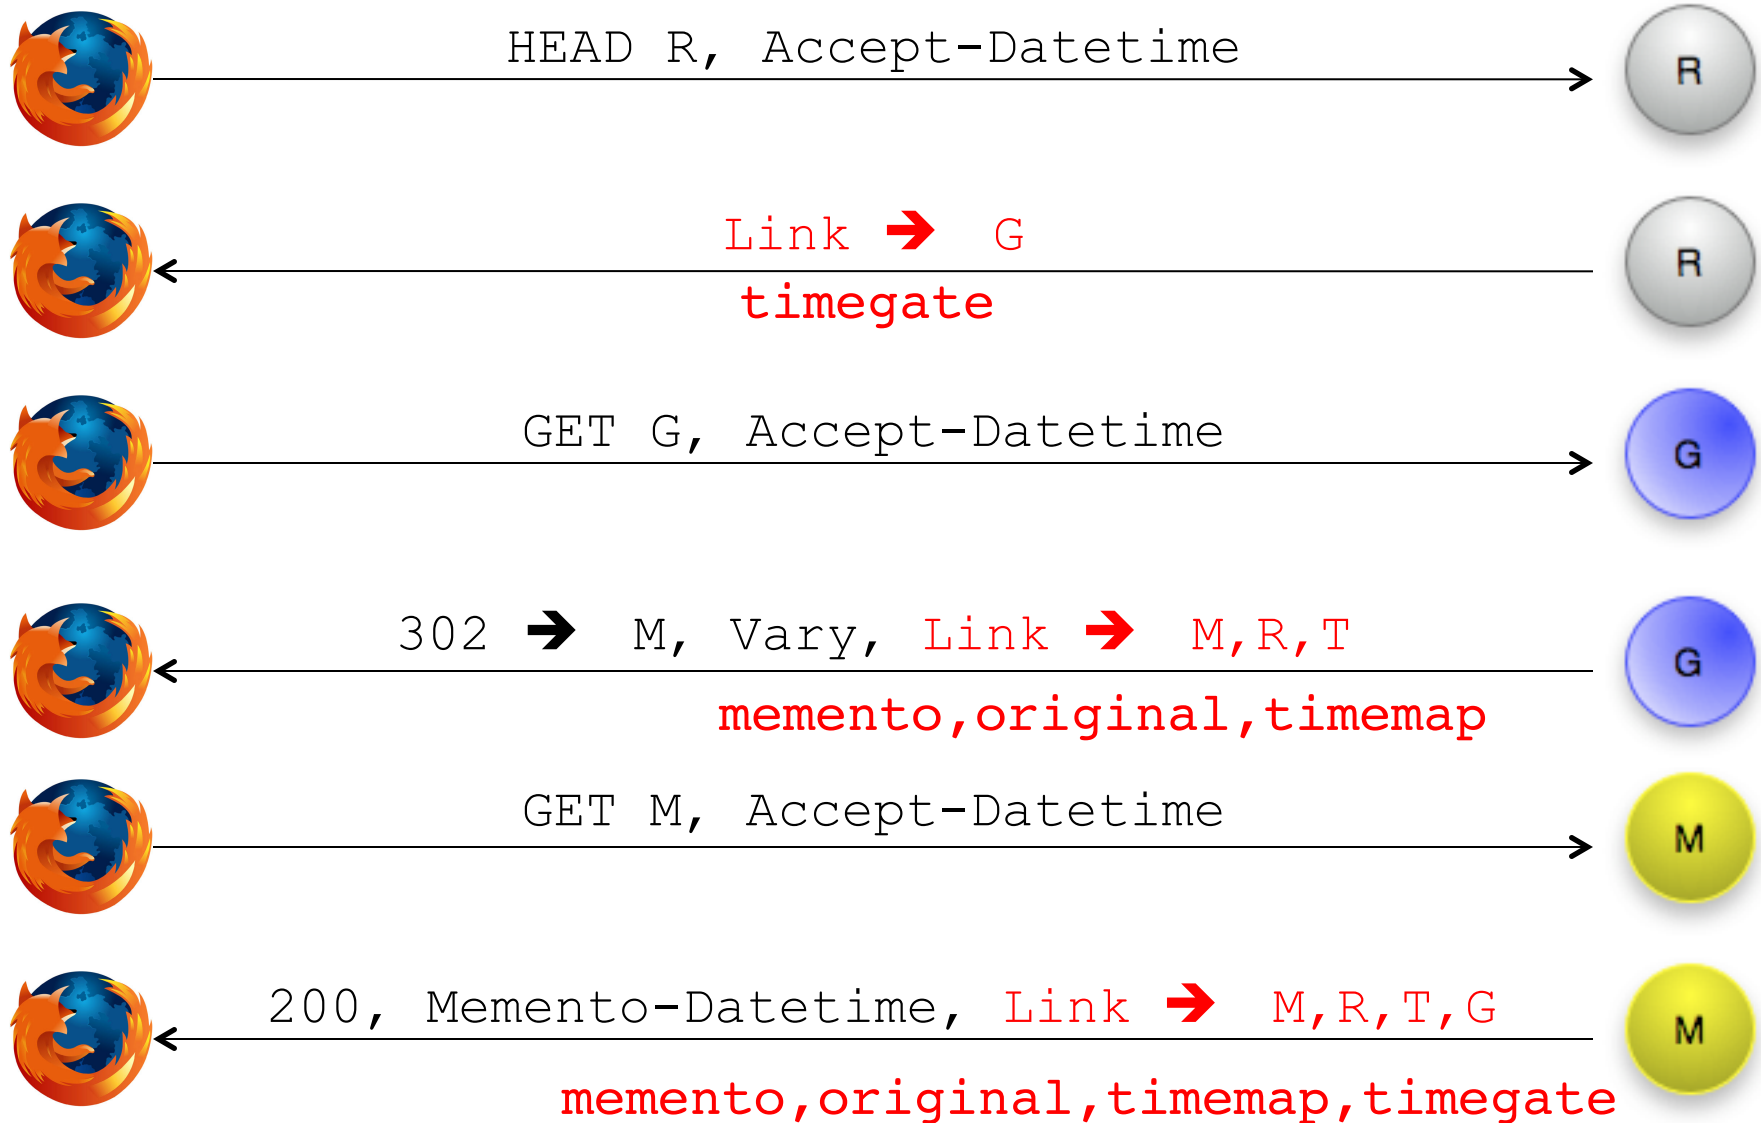 HEAD R, Accept-Datetime
R
Link → G
timegate
R
GET G, Accept-Datetime
G
302 → M, Vary, Link → M,R,T
memento,original,timemap
G
GET M, Accept-Datetime
M
200, Memento-Datetime, Link → M,R,T,G
memento,original,timemap,timegate
M